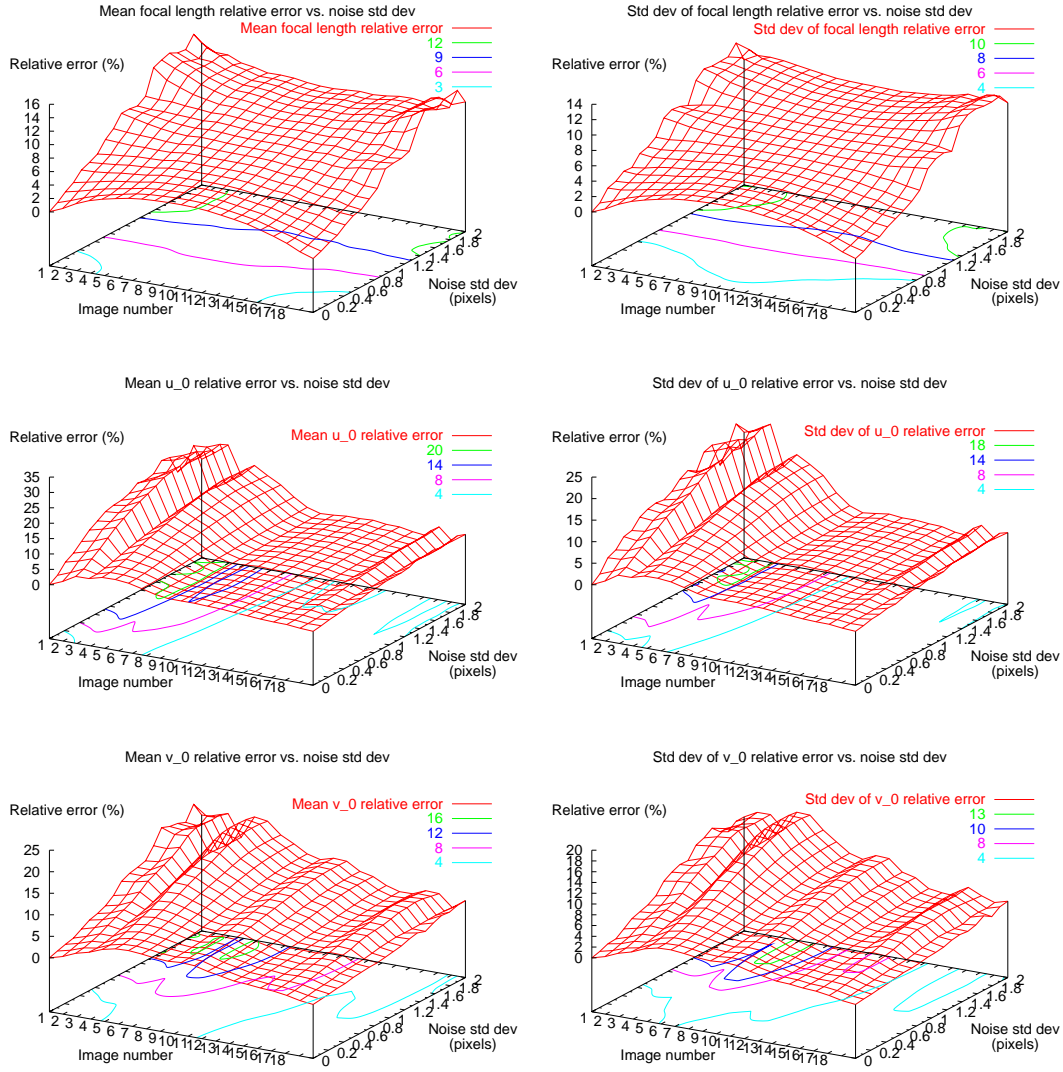 Mean focal length relative error vs. noise std dev
Mean focal length relative error
12
9
6
3
Relative error (%)
16
14
12
10
8
6
4
2
0
1 2 3 4 5 6 7 8 9 10 11 12 13 14 15 16 17 18
Image number
0 0.2 0.4 0.6 0.8 1 1.2 1.4 1.6 1.8 2
Noise std dev
(pixels)
Std dev of focal length relative error vs. noise std dev
Std dev of focal length relative error
10
8
6
4
Relative error (%)
14
12
10
8
6
4
2
0
1 2 3 4 5 6 7 8 9 10 11 12 13 14 15 16 17 18
Image number
0 0.2 0.4 0.6 0.8 1 1.2 1.4 1.6 1.8 2
Noise std dev
(pixels)
Mean u_0 relative error vs. noise std dev
Mean u_0 relative error
20
14
8
4
Relative error (%)
35
30
25
20
15
10
5
0
1 2 3 4 5 6 7 8 9 10 11 12 13 14 15 16 17 18
Image number
0 0.2 0.4 0.6 0.8 1 1.2 1.4 1.6 1.8 2
Noise std dev
(pixels)
Std dev of u_0 relative error vs. noise std dev
Std dev of u_0 relative error
18
14
8
4
Relative error (%)
25
20
15
10
5
0
1 2 3 4 5 6 7 8 9 10 11 12 13 14 15 16 17 18
Image number
0 0.2 0.4 0.6 0.8 1 1.2 1.4 1.6 1.8 2
Noise std dev
(pixels)
Mean v_0 relative error vs. noise std dev
Mean v_0 relative error
16
12
8
4
Relative error (%)
25
20
15
10
5
0
1 2 3 4 5 6 7 8 9 10 11 12 13 14 15 16 17 18
Image number
0 0.2 0.4 0.6 0.8 1 1.2 1.4 1.6 1.8 2
Noise std dev
(pixels)
Std dev of v_0 relative error vs. noise std dev
Std dev of v_0 relative error
13
10
8
4
Relative error (%)
20
18
16
14
12
10
8
6
4
2
0
1 2 3 4 5 6 7 8 9 10 11 12 13 14 15 16 17 18
Image number
0 0.2 0.4 0.6 0.8 1 1.2 1.4 1.6 1.8 2
Noise std dev
(pixels)